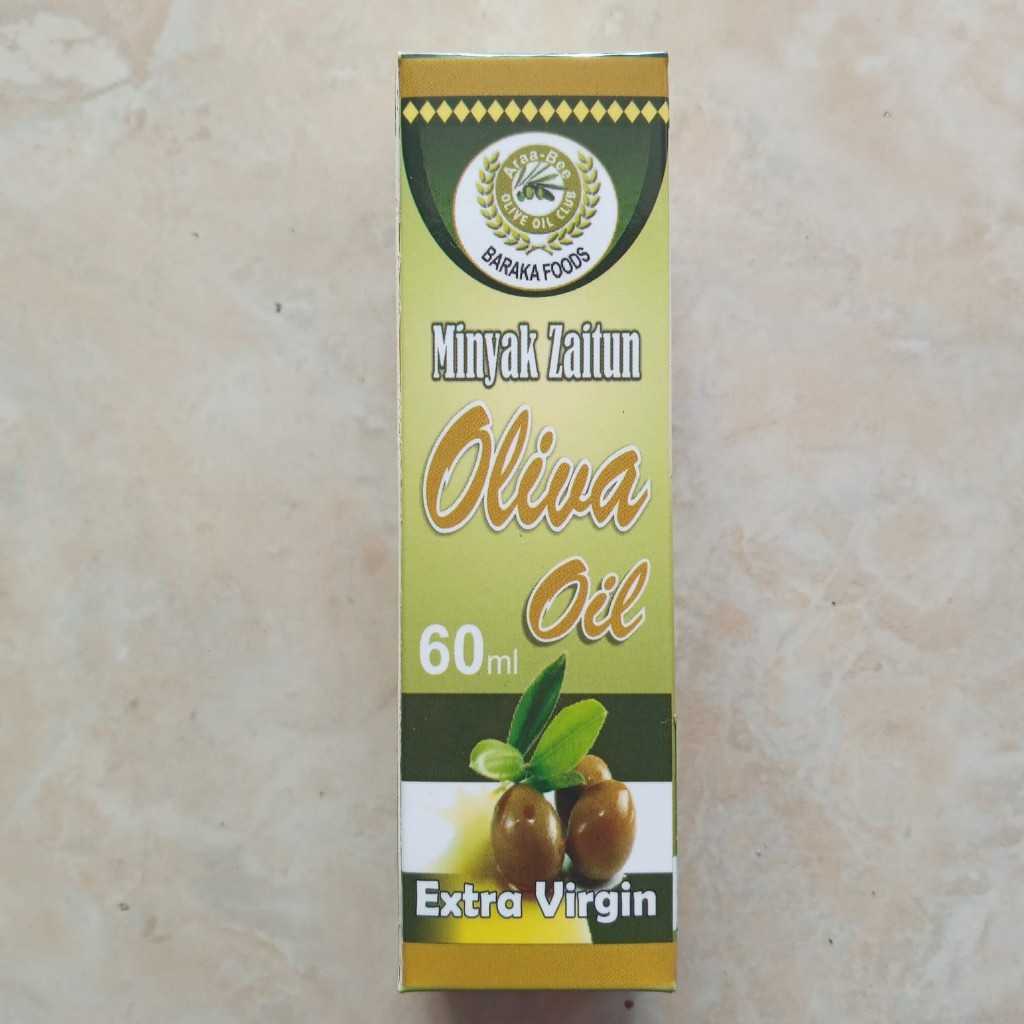 Araa-Bee
OLIVE OIL CLUB
BARAKA FOODS
Minyak Zaitun
Oliva
Oil
60ml
Extra Virgin